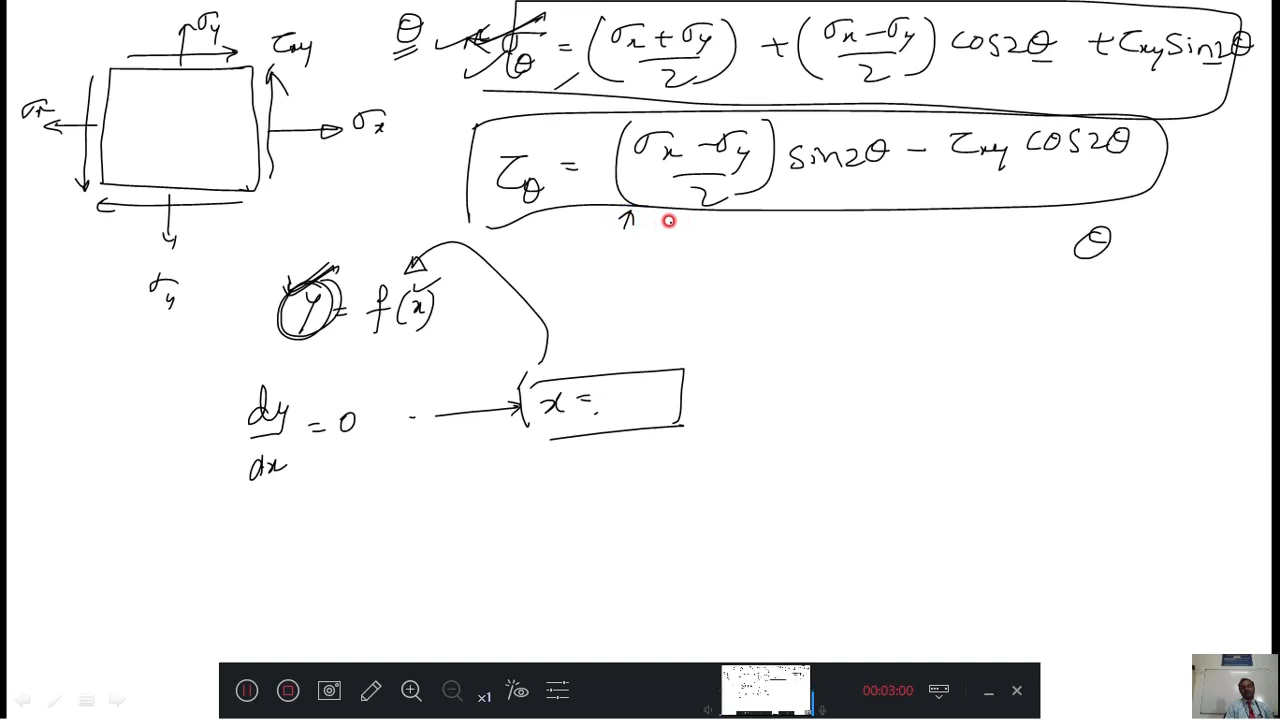 σy
τxy
σx
σx
σy
θ
σθ = (σx + σy / 2) + (σx − σy / 2) cos2θ + τxy sin2θ
τθ = (σx − σy / 2) sin2θ − τxy cos2θ
θ
y = f(x)
dy/dx = 0
x =
x1
00:03:00